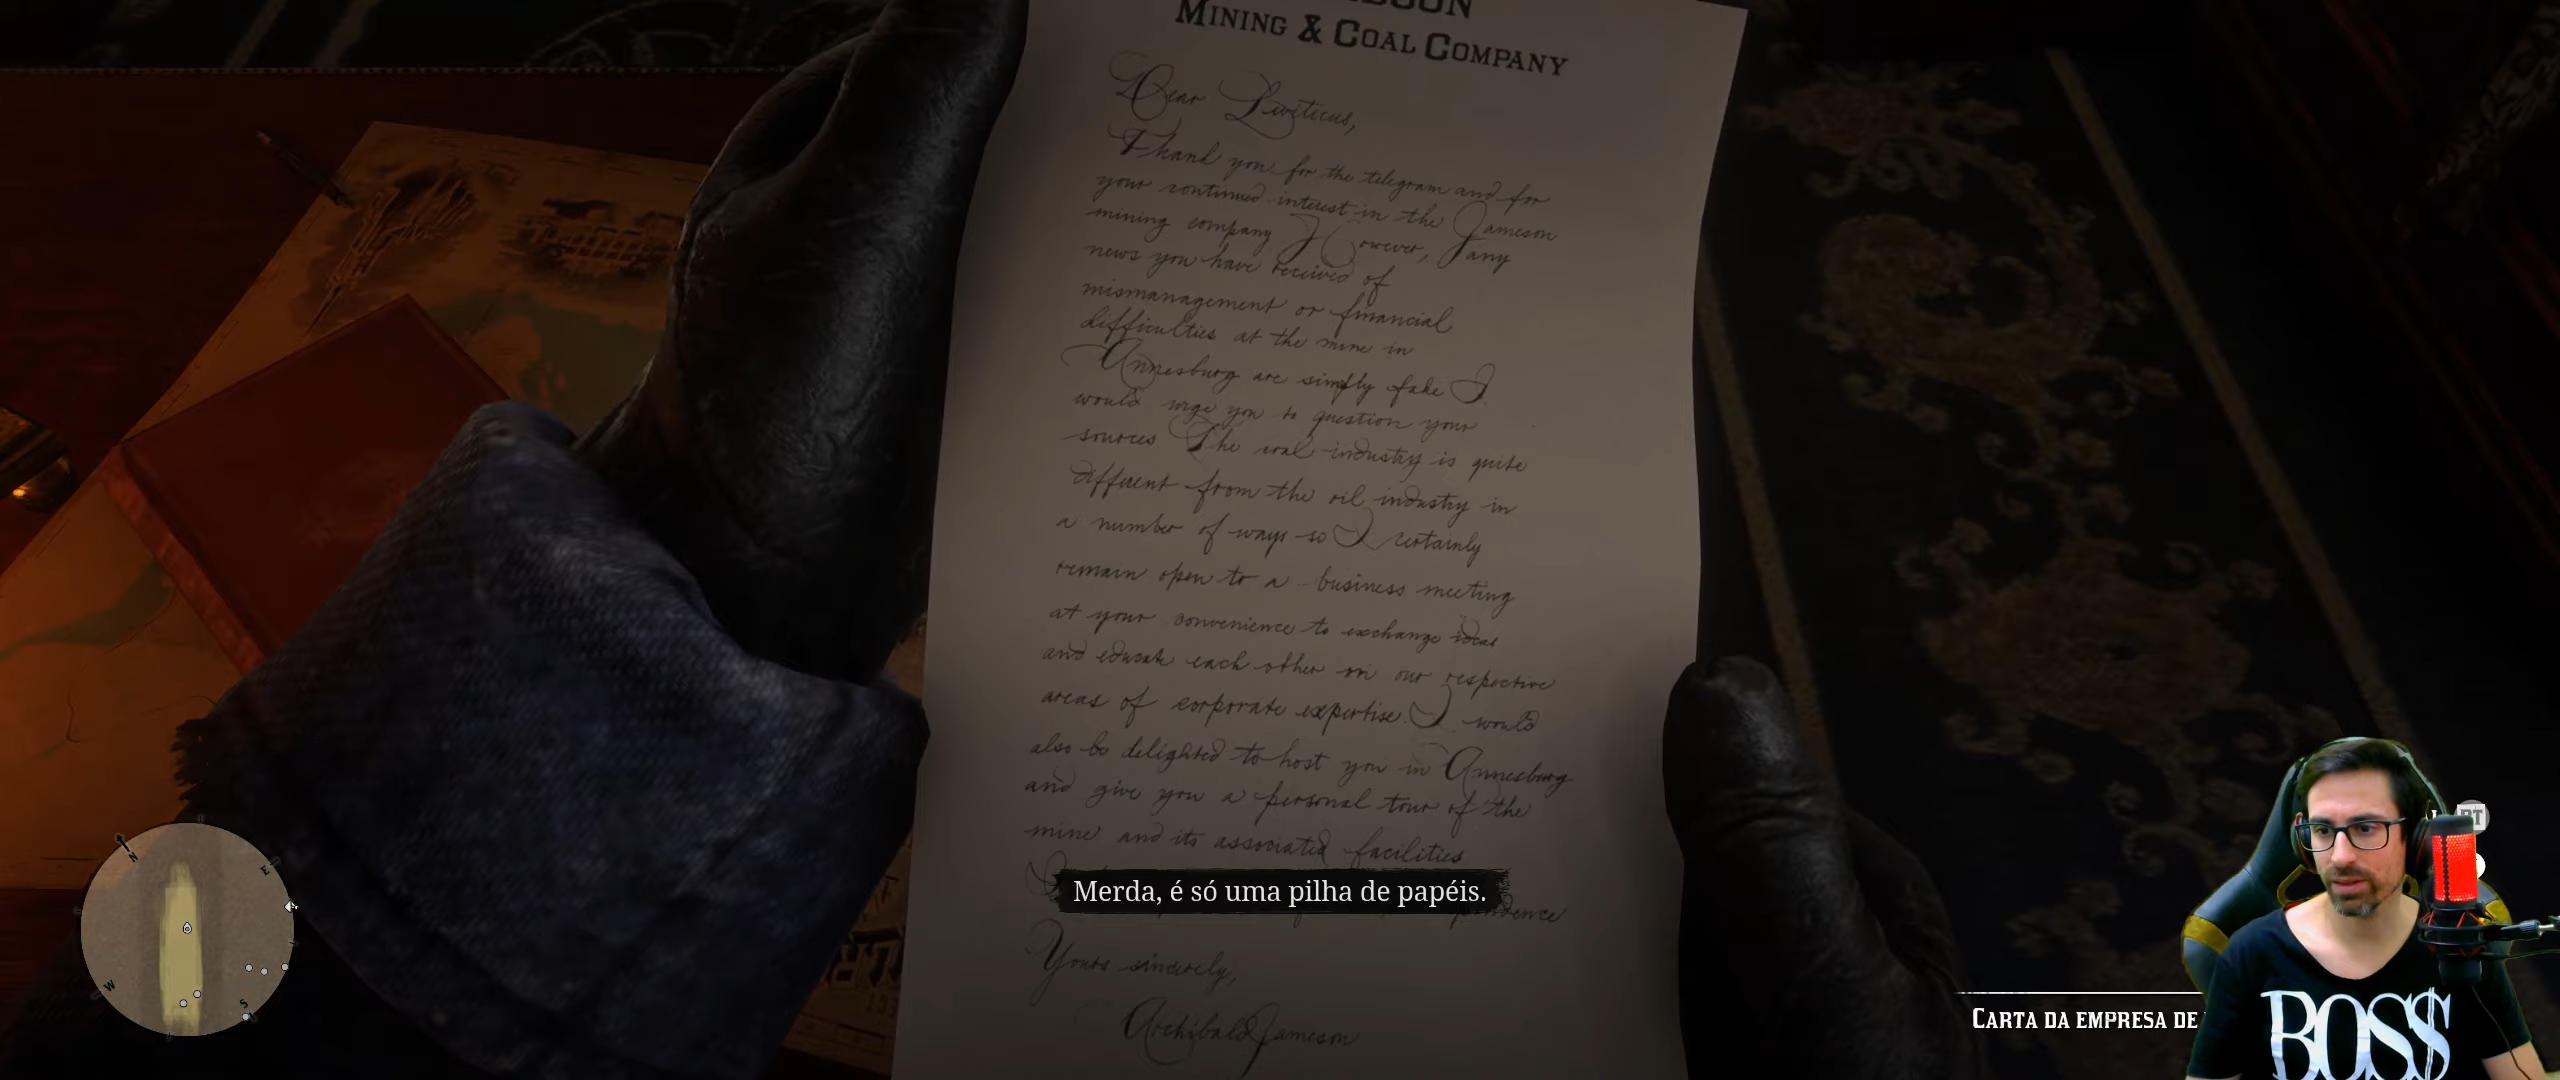 Mining & Coal Company
Dear Leviticus,
Thank you for the telegram and for
your continued interest in the Jameson
mining company However, any
news you have received of
mismanagement or financial
difficulties at the mine in
Annesburg are simply fake I
would urge you to question your
sources The coal industry is quite
different from the oil industry in
a number of ways so I certainly
remain open to a business meeting
at your convenience to exchange ideas
and educate each other on our respective
areas of corporate expertise. I would
also be delighted to host you in Annesburg
and give you a personal tour of the
mine and its associated facilities
Merda, é só uma pilha de papéis.
Yours sincerely,
Archibald Jameson
N
E
W
S
RT
Carta da empresa de
BOSS